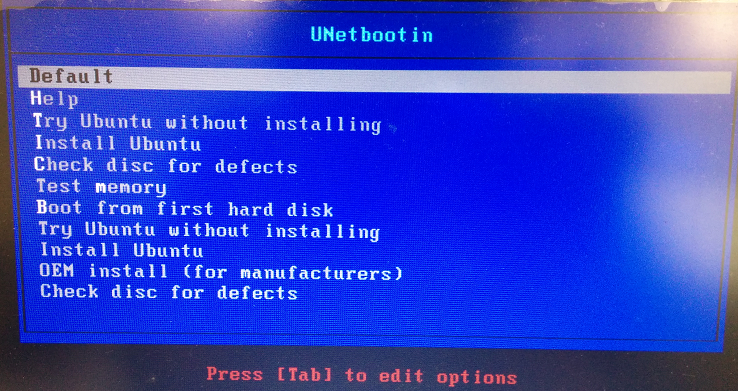 UNetbootin
Default
Help
Try Ubuntu without installing
Install Ubuntu
Check disc for defects
Test memory
Boot from first hard disk
Try Ubuntu without installing
Install Ubuntu
OEM install (for manufacturers)
Check disc for defects
Press [Tab] to edit options